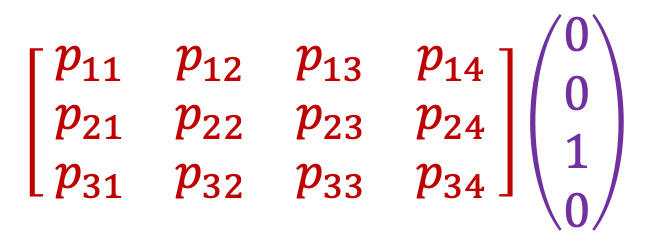 [ p₁₁ p₁₂ p₁₃ p₁₄ ] ( 0
0
p₂₁ p₂₂ p₂₃ p₂₄
1
p₃₁ p₃₂ p₃₃ p₃₄
0 )